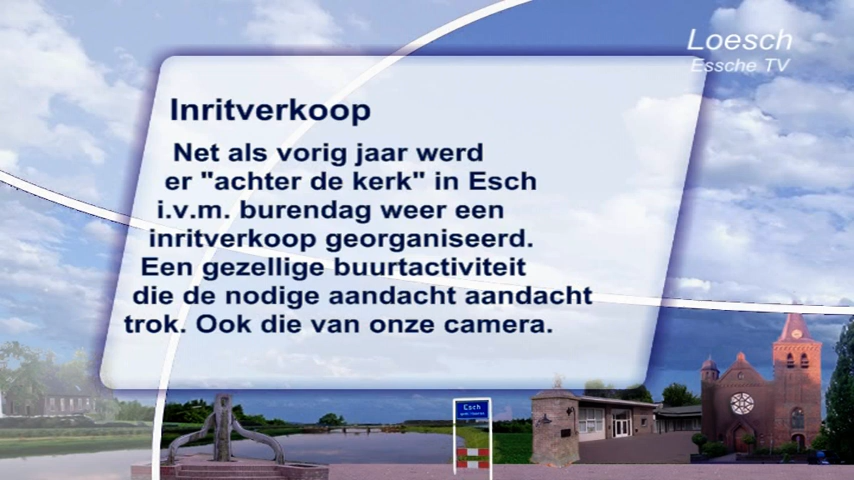 Loesch
Essche TV
Inritverkoop
Net als vorig jaar werd
er "achter de kerk" in Esch
i.v.m. burendag weer een
inritverkoop georganiseerd.
Een gezellige buurtactiviteit
die de nodige aandacht aandacht
trok. Ook die van onze camera.
Esch